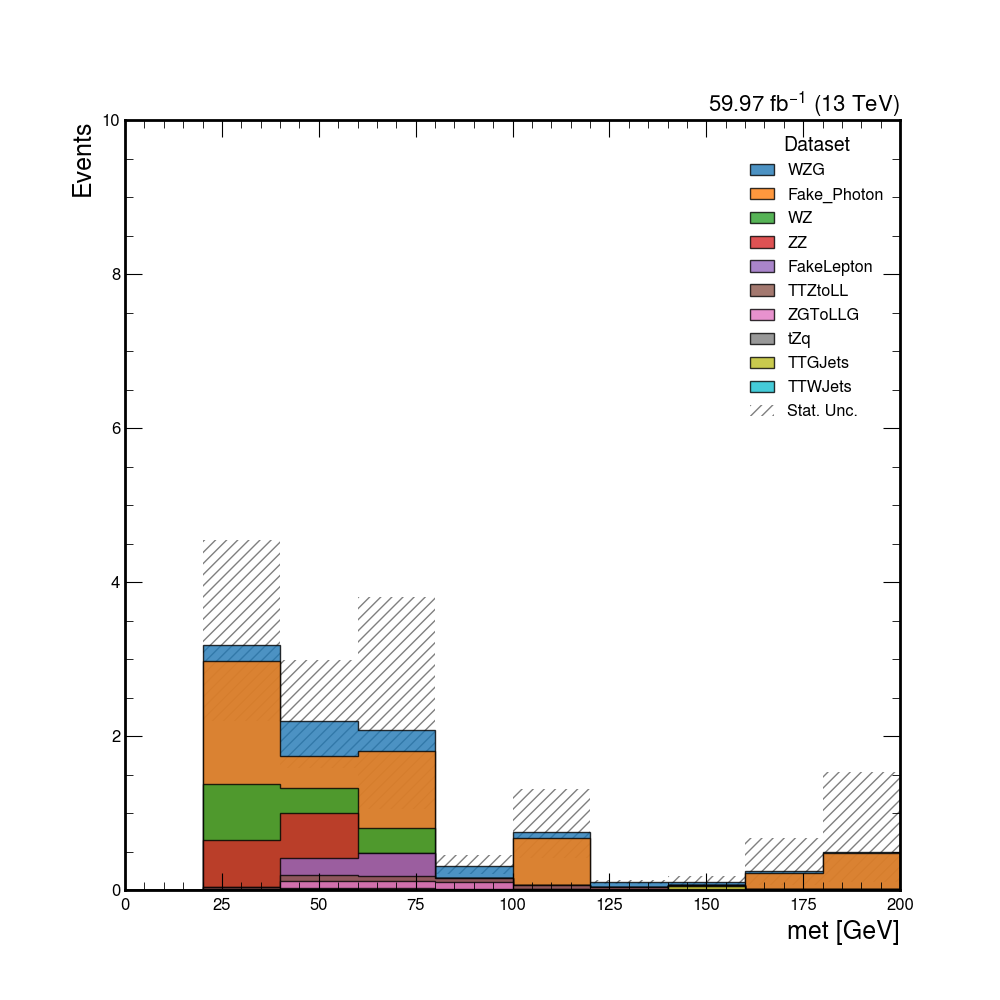 59.97 fb⁻¹ (13 TeV)
Events
10
8
6
4
2
0
Dataset
WZG
Fake_Photon
WZ
ZZ
FakeLepton
TTZtoLL
ZGToLLG
tZq
TTGJets
TTWJets
Stat. Unc.
0 25 50 75 100 125 150 175 200
met [GeV]